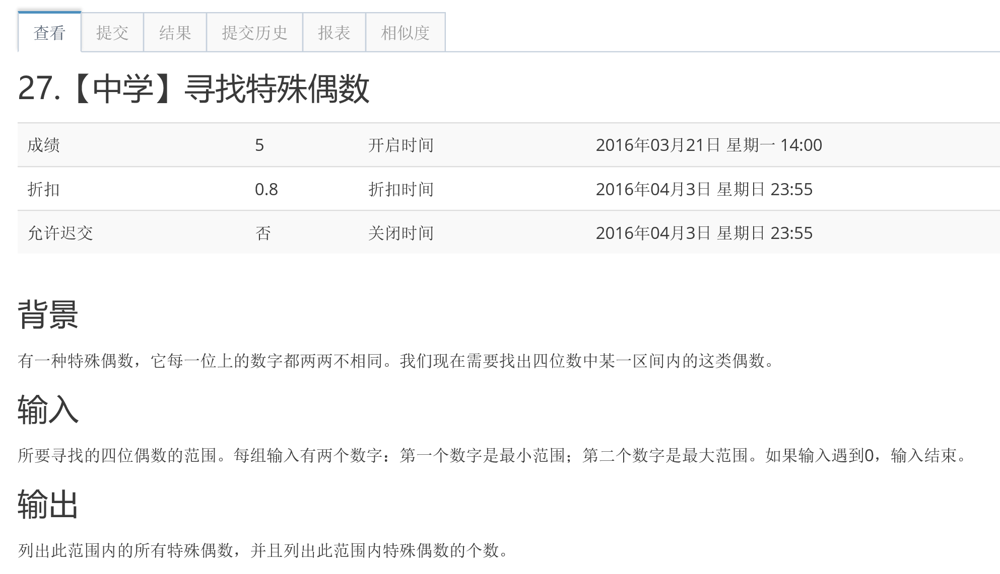 查看 提交 结果 提交历史 报表 相似度
27.【中学】寻找特殊偶数
成绩 5 开启时间 2016年03月21日 星期一 14:00
折扣 0.8 折扣时间 2016年04月3日 星期日 23:55
允许迟交 否 关闭时间 2016年04月3日 星期日 23:55
背景
有一种特殊偶数，它每一位上的数字都两两不相同。我们现在需要找出四位数中某一区间内的这类偶数。
输入
所要寻找的四位偶数的范围。每组输入有两个数字：第一个数字是最小范围；第二个数字是最大范围。如果输入遇到0，输入结束。
输出
列出此范围内的所有特殊偶数，并且列出此范围内特殊偶数的个数。